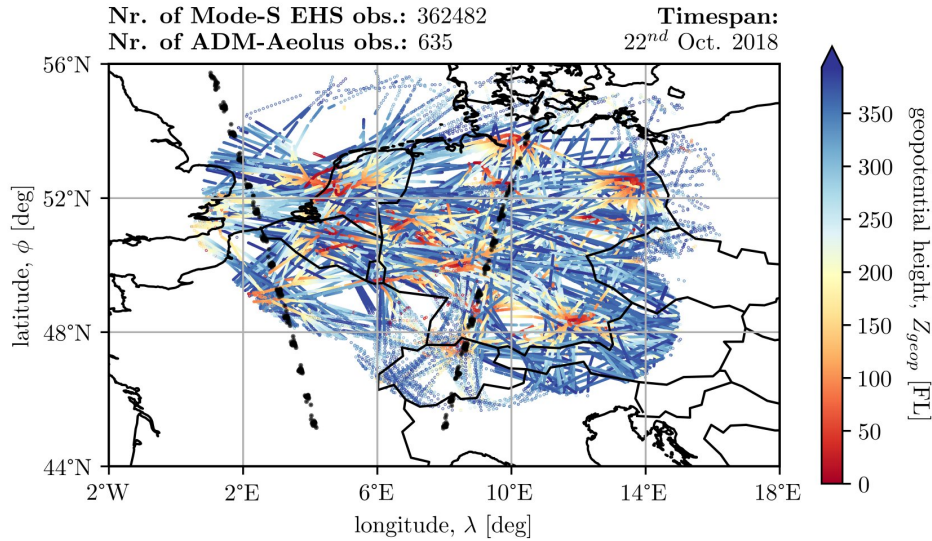 Nr. of Mode-S EHS obs.: 362482
Timespan:
Nr. of ADM-Aeolus obs.: 635
22nd Oct. 2018
56°N
52°N
48°N
44°N
latitude, ϕ [deg]
2°W
2°E
6°E
10°E
14°E
18°E
longitude, λ [deg]
350
300
250
200
150
100
50
0
geopotential height, Zgeop [FL]